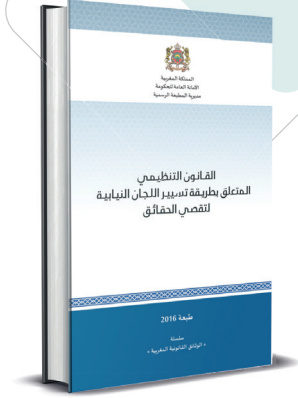 المملكة المغربية
الأمانة العامة للحكومة
مديرية المطبعة الرسمية
القانون التنظيمي
المتعلق بطريقة تسيير اللجان النيابية
لتقصي الحقائق
طبعة 2016
سلسلة
« الوثائق القانونية المغربية »